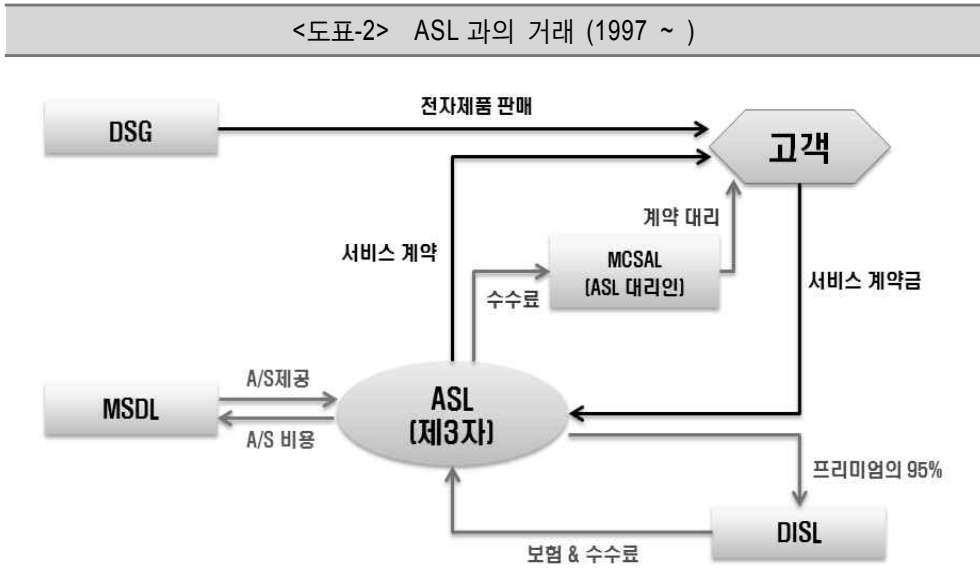 <도표-2> ASL 과의 거래 (1997 ~ )
전자제품 판매
DSG
고객
계약 대리
서비스 계약
MCSAL
(ASL 대리인)
서비스 계약금
수수료
A/S제공
MSDL
ASL
(제3자)
A/S 비용
프리미엄의 95%
DISL
보험 & 수수료